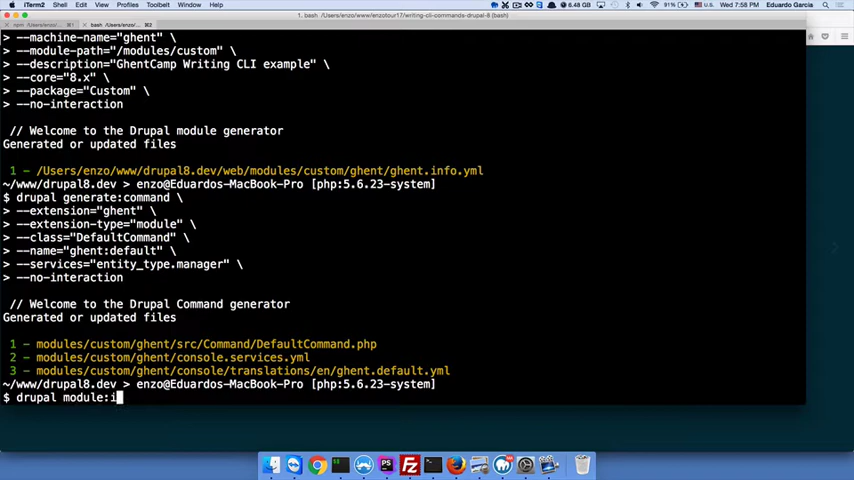 iTerm2 Shell Edit View Profiles Toolbelt Window Help 6.48 GB 91% U.S. Wed 7:58 PM Eduardo Garcia
1. bash /Users/enzo/www/enzotour17/writing-cli-commands-drupal-8 (bash)
> --machine-name="ghent" \
> --module-path="/modules/custom" \
> --description="GhentCamp Writing CLI example" \
> --core="8.x" \
> --package="Custom" \
> --no-interaction
// Welcome to the Drupal module generator
Generated or updated files
1 - /Users/enzo/www/drupal8.dev/web/modules/custom/ghent/ghent.info.yml
~/www/drupal8.dev > enzo@Eduardos-MacBook-Pro [php:5.6.23-system]
$ drupal generate:command \
> --extension="ghent" \
> --extension-type="module" \
> --class="DefaultCommand" \
> --name="ghent:default" \
> --services="entity_type.manager" \
> --no-interaction
// Welcome to the Drupal Command generator
Generated or updated files
1 - modules/custom/ghent/src/Command/DefaultCommand.php
2 - modules/custom/ghent/console.services.yml
3 - modules/custom/ghent/console/translations/en/ghent.default.yml
~/www/drupal8.dev > enzo@Eduardos-MacBook-Pro [php:5.6.23-system]
$ drupal module:i